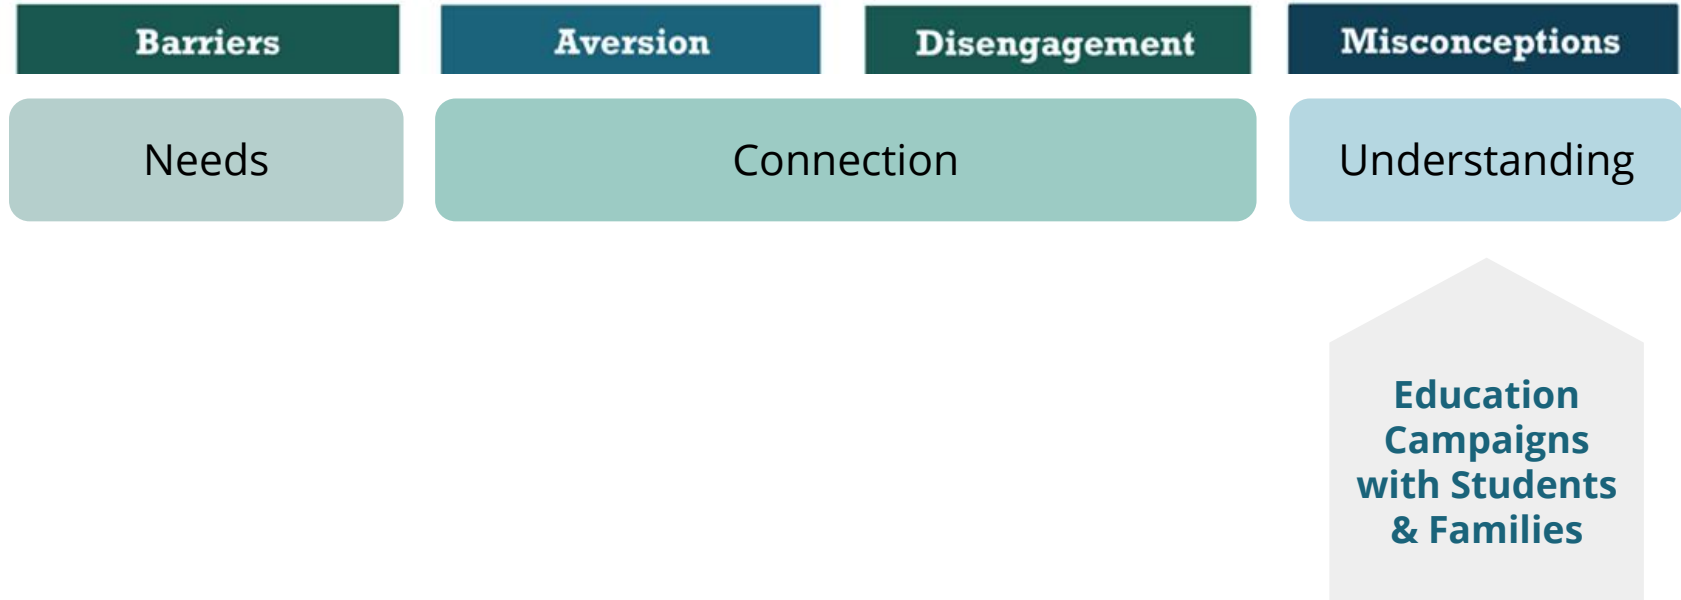 Barriers
Aversion
Disengagement
Misconceptions
Needs
Connection
Understanding
Education
Campaigns
with Students
& Families